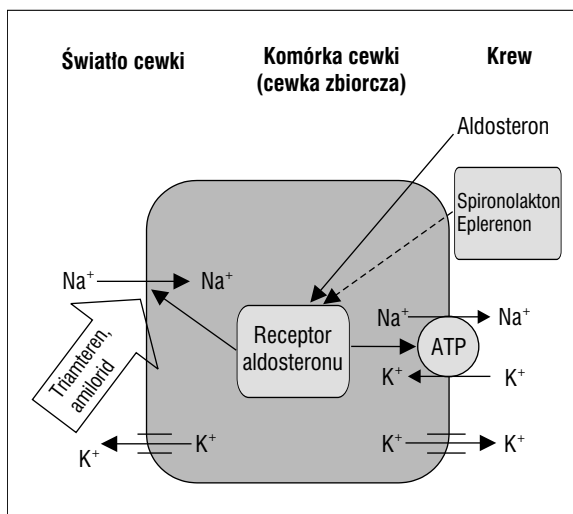 Światło cewki
Komórka cewki
(cewka zbiorcza)
Krew
Aldosteron
Spironolakton
Eplerenon
Na⁺
Na⁺
Triamteren,
amilorid
Receptor
aldosteronu
Na⁺
Na⁺
ATP
K⁺
K⁺
K⁺
K⁺
K⁺
K⁺